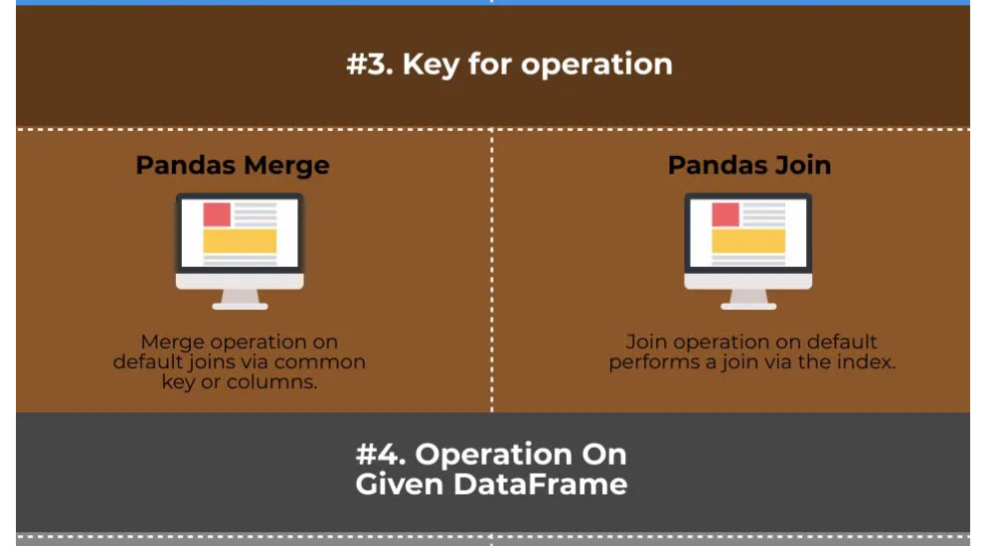 #3. Key for operation
Pandas Merge
Merge operation on
default joins via common
key or columns.
Pandas Join
Join operation on default
performs a join via the index.
#4. Operation On
Given DataFrame